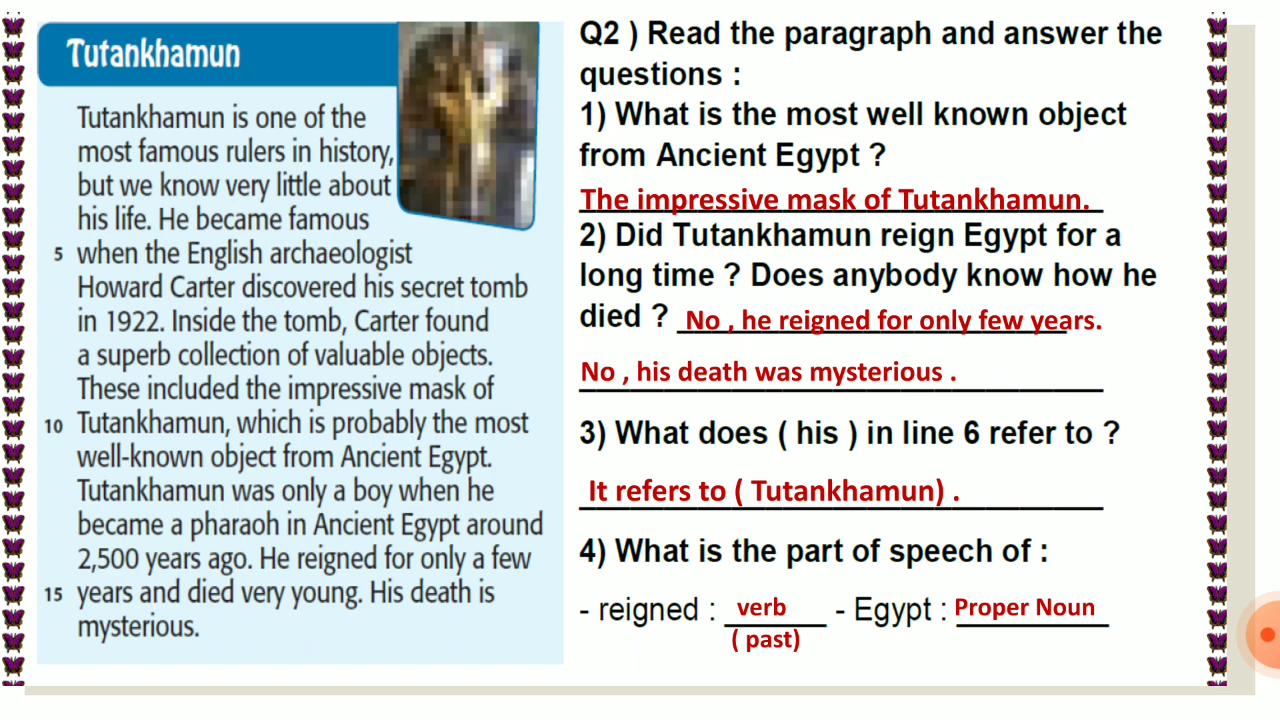 Tutankhamun
Tutankhamun is one of the
most famous rulers in history,
but we know very little about
his life. He became famous
5 when the English archaeologist
Howard Carter discovered his secret tomb
in 1922. Inside the tomb, Carter found
a superb collection of valuable objects.
These included the impressive mask of
10 Tutankhamun, which is probably the most
well-known object from Ancient Egypt.
Tutankhamun was only a boy when he
became a pharaoh in Ancient Egypt around
2,500 years ago. He reigned for only a few
15 years and died very young. His death is
mysterious.
Q2 ) Read the paragraph and answer the
questions :
1) What is the most well known object
from Ancient Egypt ?
The impressive mask of Tutankhamun.
2) Did Tutankhamun reign Egypt for a
long time ? Does anybody know how he
died ? No , he reigned for only few years.
No , his death was mysterious .
3) What does ( his ) in line 6 refer to ?
It refers to ( Tutankhamun) .
4) What is the part of speech of :
- reigned : verb - Egypt : Proper Noun
( past)